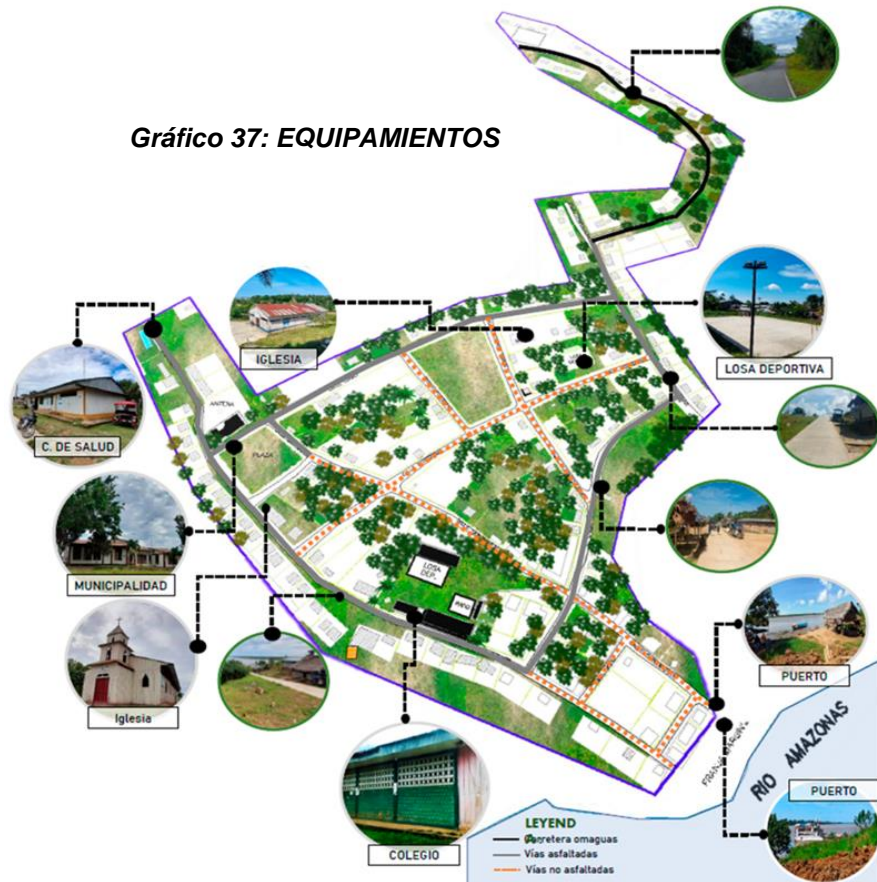 Gráfico 37: EQUIPAMIENTOS
IGLESIA
LOSA DEPORTIVA
C. DE SALUD
ANTENA
PLAZA
MUNICIPALIDAD
LOSA
DEP.
Iglesia
PUERTO
RIO AMAZONAS
PUERTO
COLEGIO
LEYEND
Carretera omaguas
Vías asfaltadas
Vías no asfaltadas